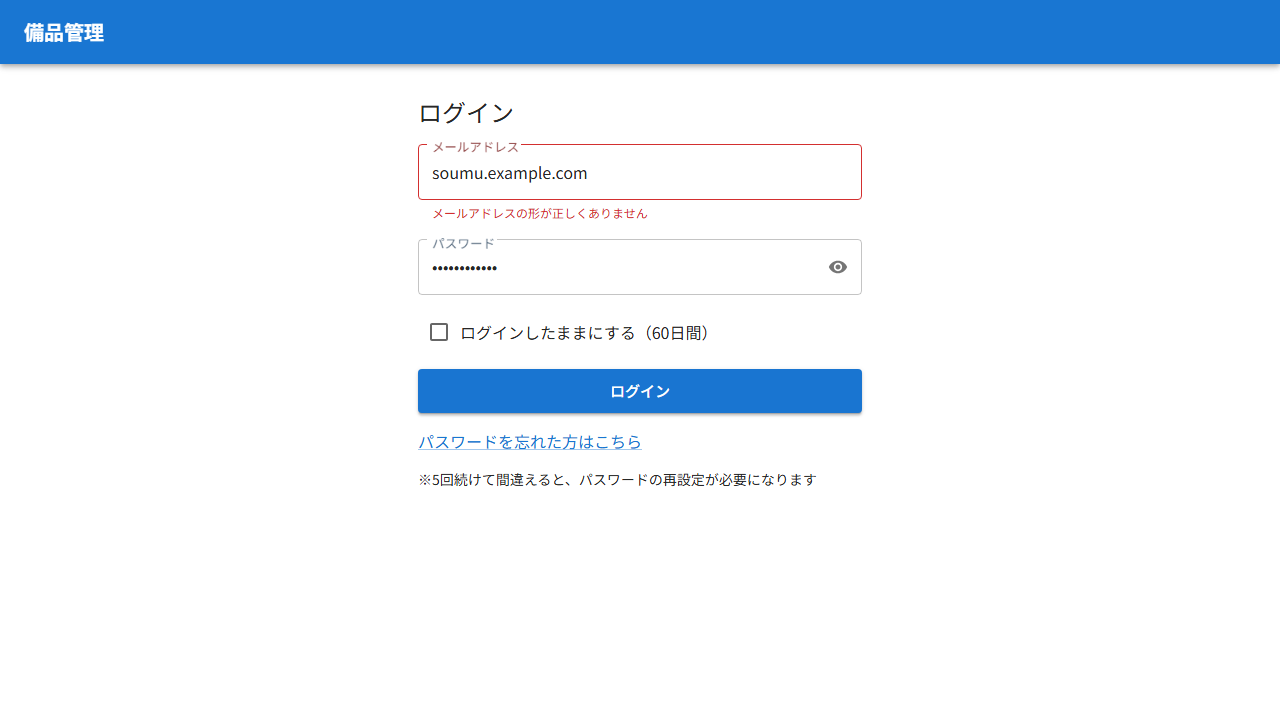 備品管理
ログイン
メールアドレス
soumu.example.com
メールアドレスの形が正しくありません
パスワード
••••••••••••
ログインしたままにする（60日間）
ログイン
パスワードを忘れた方はこちら
※5回続けて間違えると、パスワードの再設定が必要になります